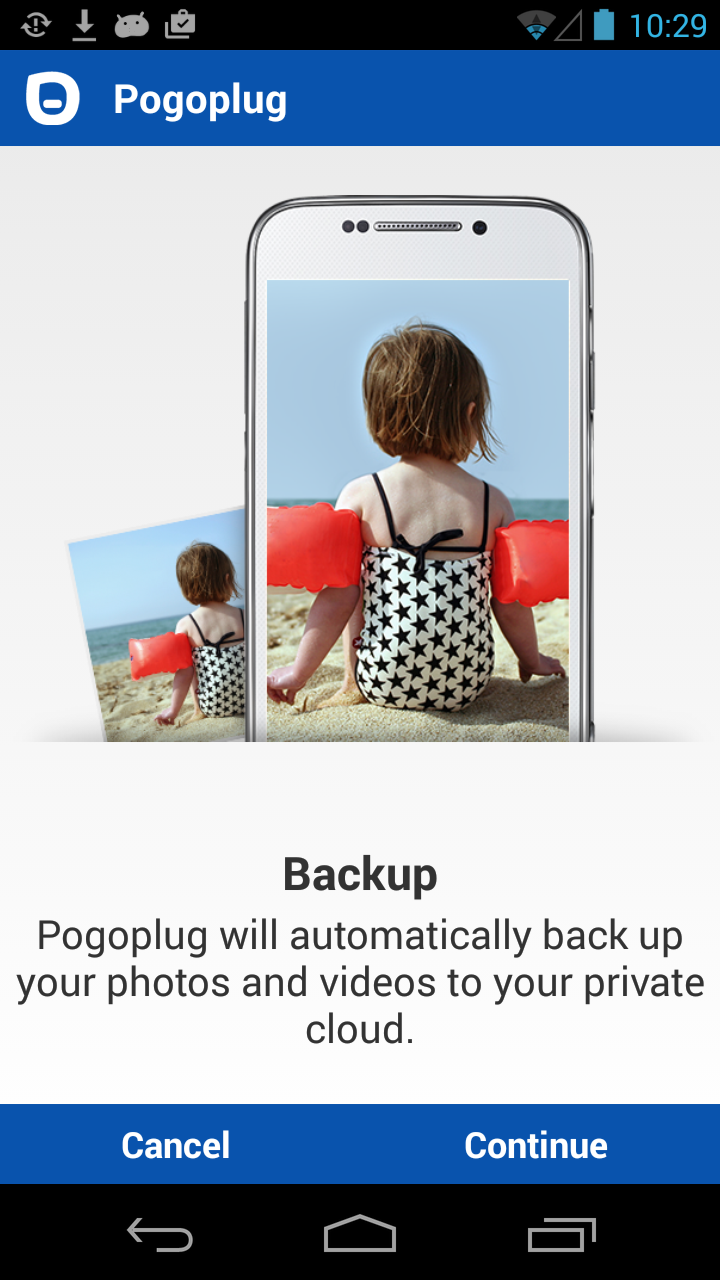 10:29
Pogoplug
Backup
Pogoplug will automatically back up
your photos and videos to your private
cloud.
Cancel
Continue